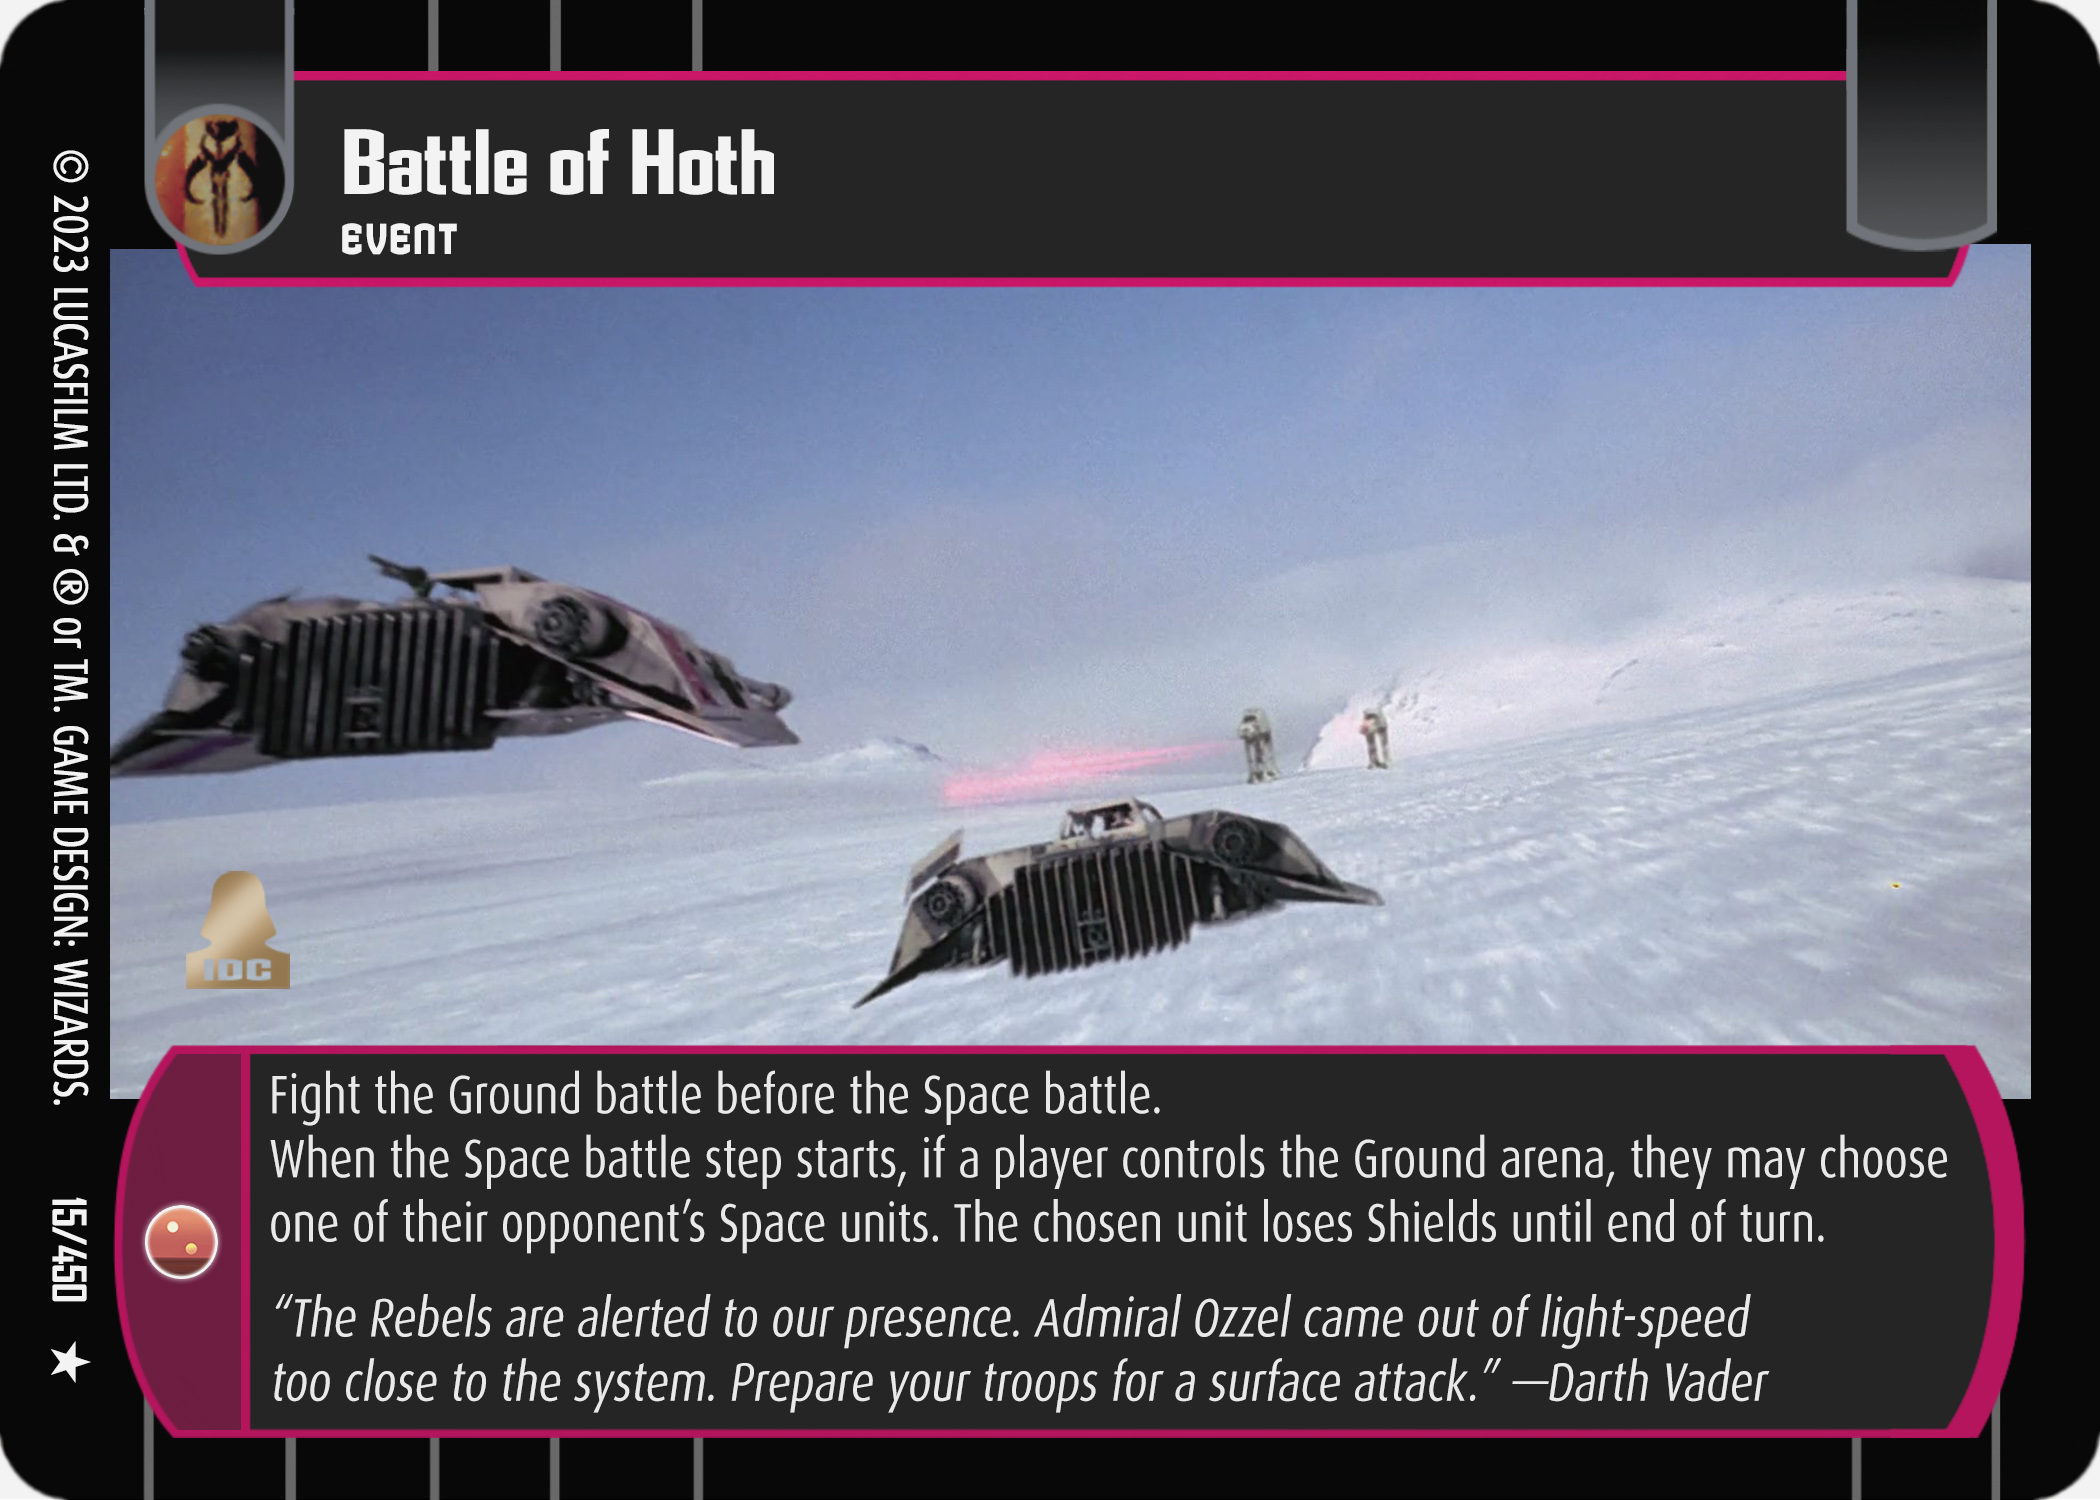 Battle of Hoth
EVENT
IDC
Fight the Ground battle before the Space battle.
When the Space battle step starts, if a player controls the Ground arena, they may choose
one of their opponent’s Space units. The chosen unit loses Shields until end of turn.
“The Rebels are alerted to our presence. Admiral Ozzel came out of light-speed
too close to the system. Prepare your troops for a surface attack.” —Darth Vader
© 2023 LUCASFILM LTD. & ® or TM. GAME DESIGN: WIZARDS.
15/450 ★